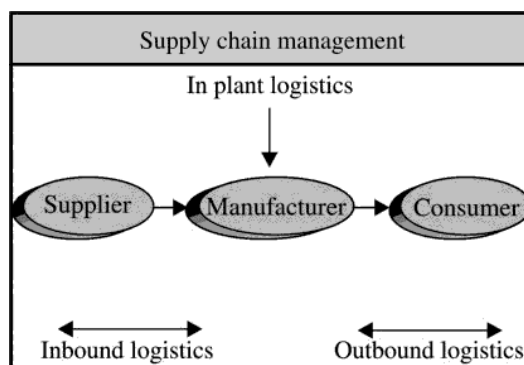 Supply chain management
In plant logistics
Supplier
Manufacturer
Consumer
Inbound logistics
Outbound logistics